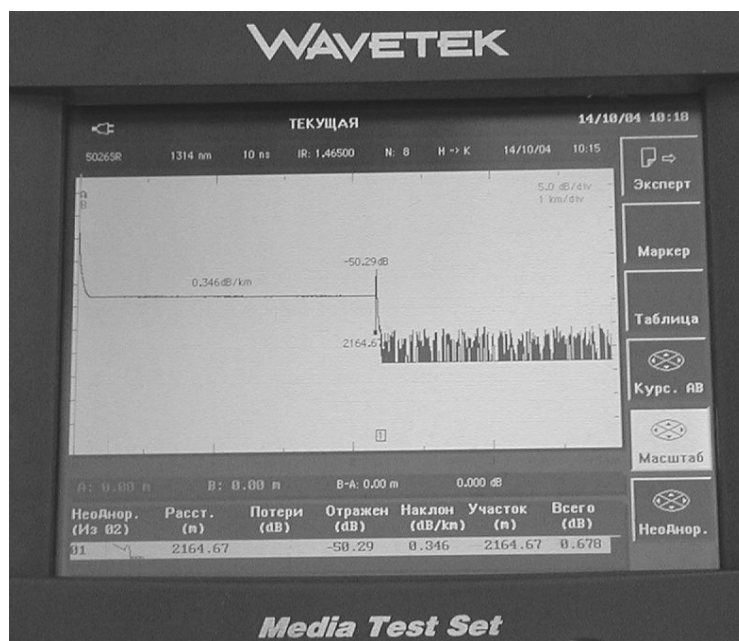 WAVETEK
ТЕКУЩАЯ 14/10/04 10:18
5026SR 1314 nm 10 ns IR: 1.46500 N: 8 H -> K 14/10/04 10:15
Эксперт
A
B
5.0 dB/div
1 km/div
Маркер
-50.29dB
0.346dB/km
Таблица
2164.67
Курс. АВ
1
Масштаб
A: 0.00 m B: 0.00 m B-A: 0.00 m 0.000 dB
НеоДнор. Расст. Потери Отражен Наклон Участок Всего
(Из 02) (m) (dB) (dB) (dB/km) (m) (dB)
НеоДнор.
01 2164.67 -50.29 0.346 2164.67 0.678
Media Test Set